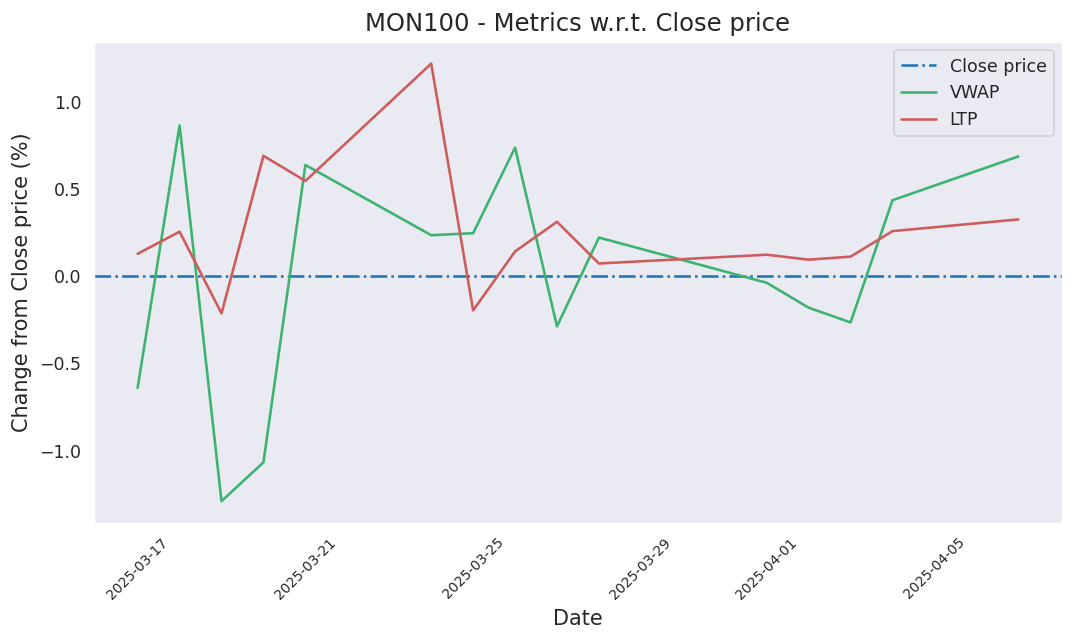 MON100 - Metrics w.r.t. Close price
Close price
VWAP
LTP
Change from Close price (%)
1.0
0.5
0.0
−0.5
−1.0
2025-03-17
2025-03-21
2025-03-25
2025-03-29
2025-04-01
2025-04-05
Date